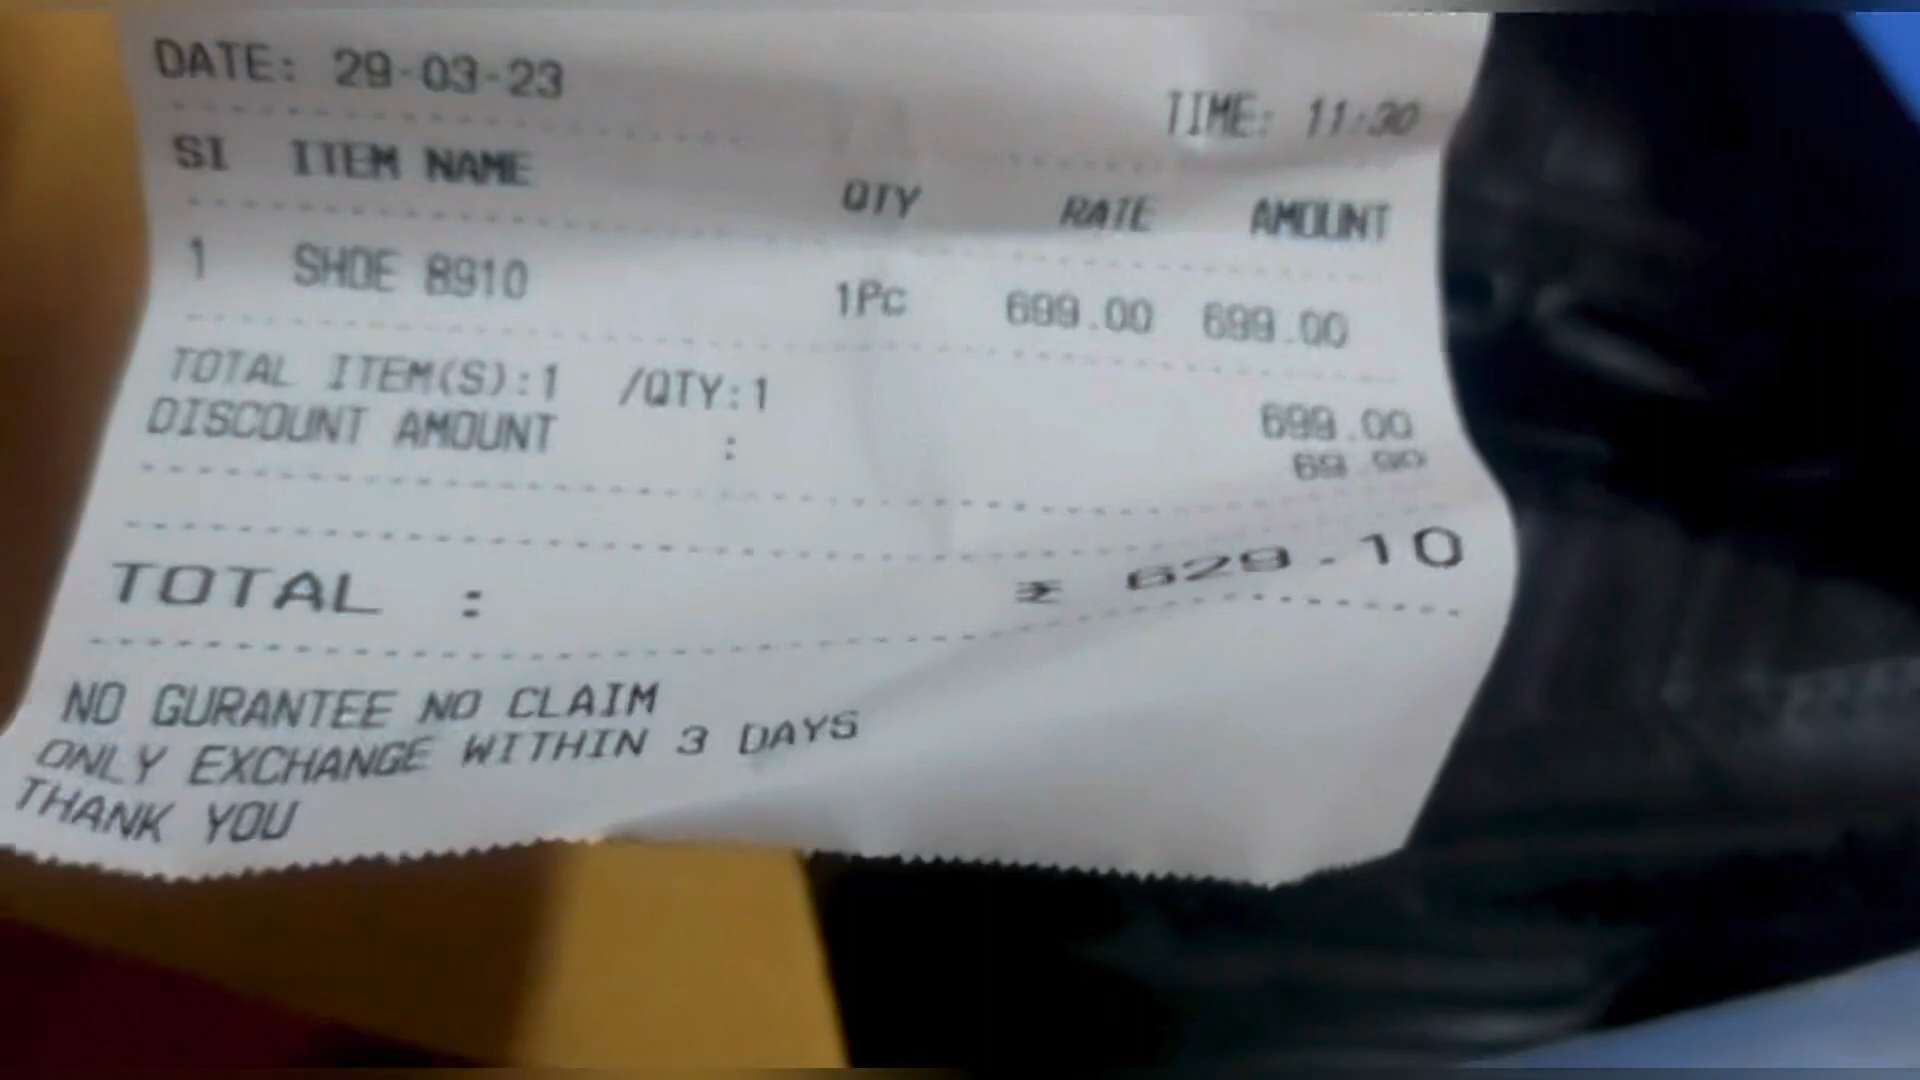 DATE: 29-03-23 TIME: 11:30
SI ITEM NAME QTY RATE AMOUNT
1 SHOE B910 1Pc 699.00 699.00
TOTAL ITEM(S):1 /QTY:1 699.00
DISCOUNT AMOUNT : 69.90
TOTAL : ₹ 629.10
NO GURANTEE NO CLAIM
ONLY EXCHANGE WITHIN 3 DAYS
THANK YOU